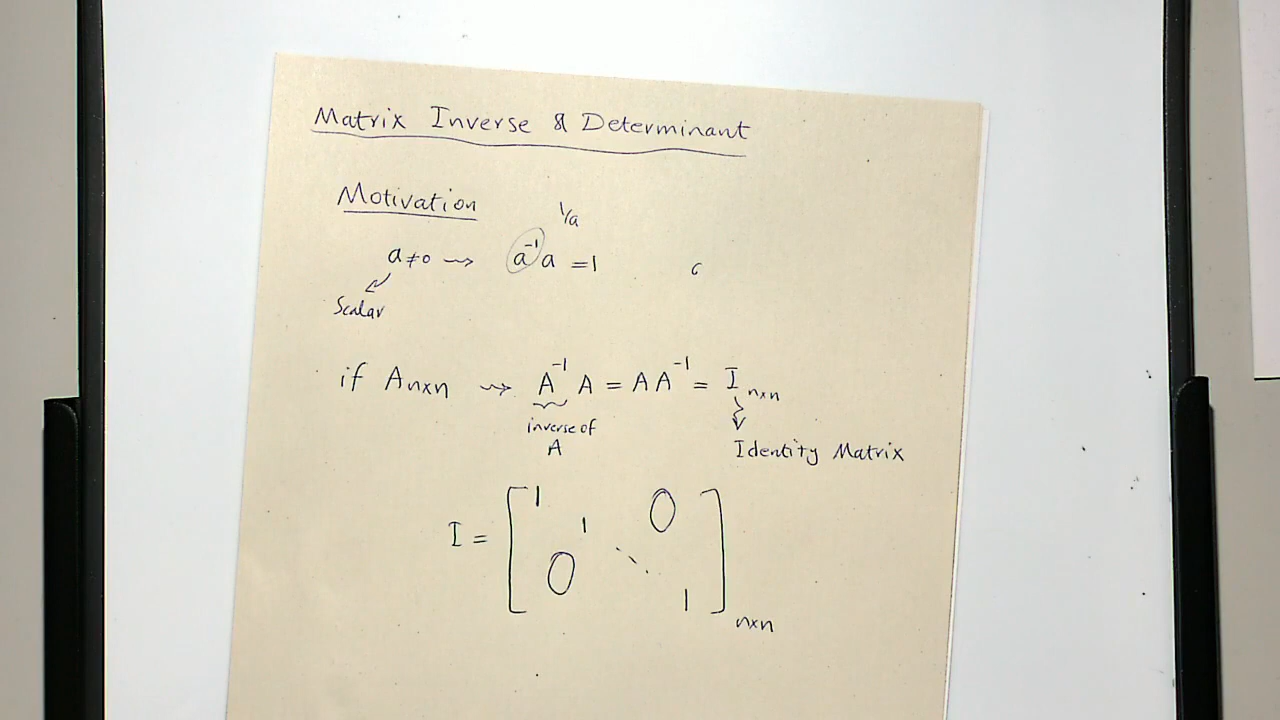 Matrix Inverse & Determinant
Motivation
1/a
a≠0 ⇝ a⁻¹a = 1
Scalar
if Anxn ⇝ A⁻¹A = AA⁻¹ = Inxn
inverse of
A
Identity Matrix
1 0
I = 1
0 ⋱
1
nxn